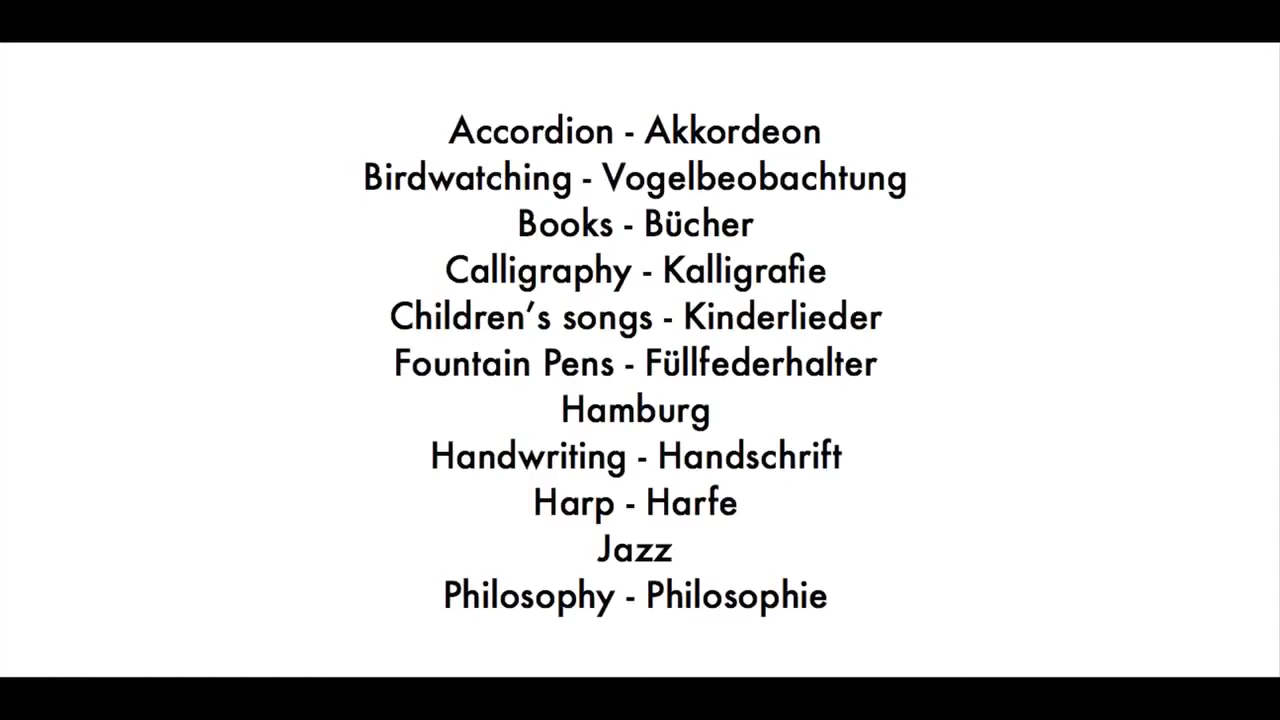 Accordion - Akkordeon
Birdwatching - Vogelbeobachtung
Books - Bücher
Calligraphy - Kalligrafie
Children’s songs - Kinderlieder
Fountain Pens - Füllfederhalter
Hamburg
Handwriting - Handschrift
Harp - Harfe
Jazz
Philosophy - Philosophie